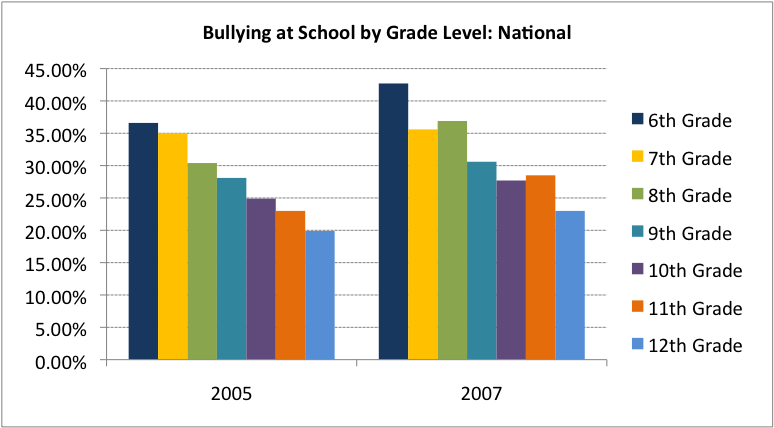 Bullying at School by Grade Level: National
45.00%
40.00%
35.00%
30.00%
25.00%
20.00%
15.00%
10.00%
5.00%
0.00%
2005
2007
6th Grade
7th Grade
8th Grade
9th Grade
10th Grade
11th Grade
12th Grade